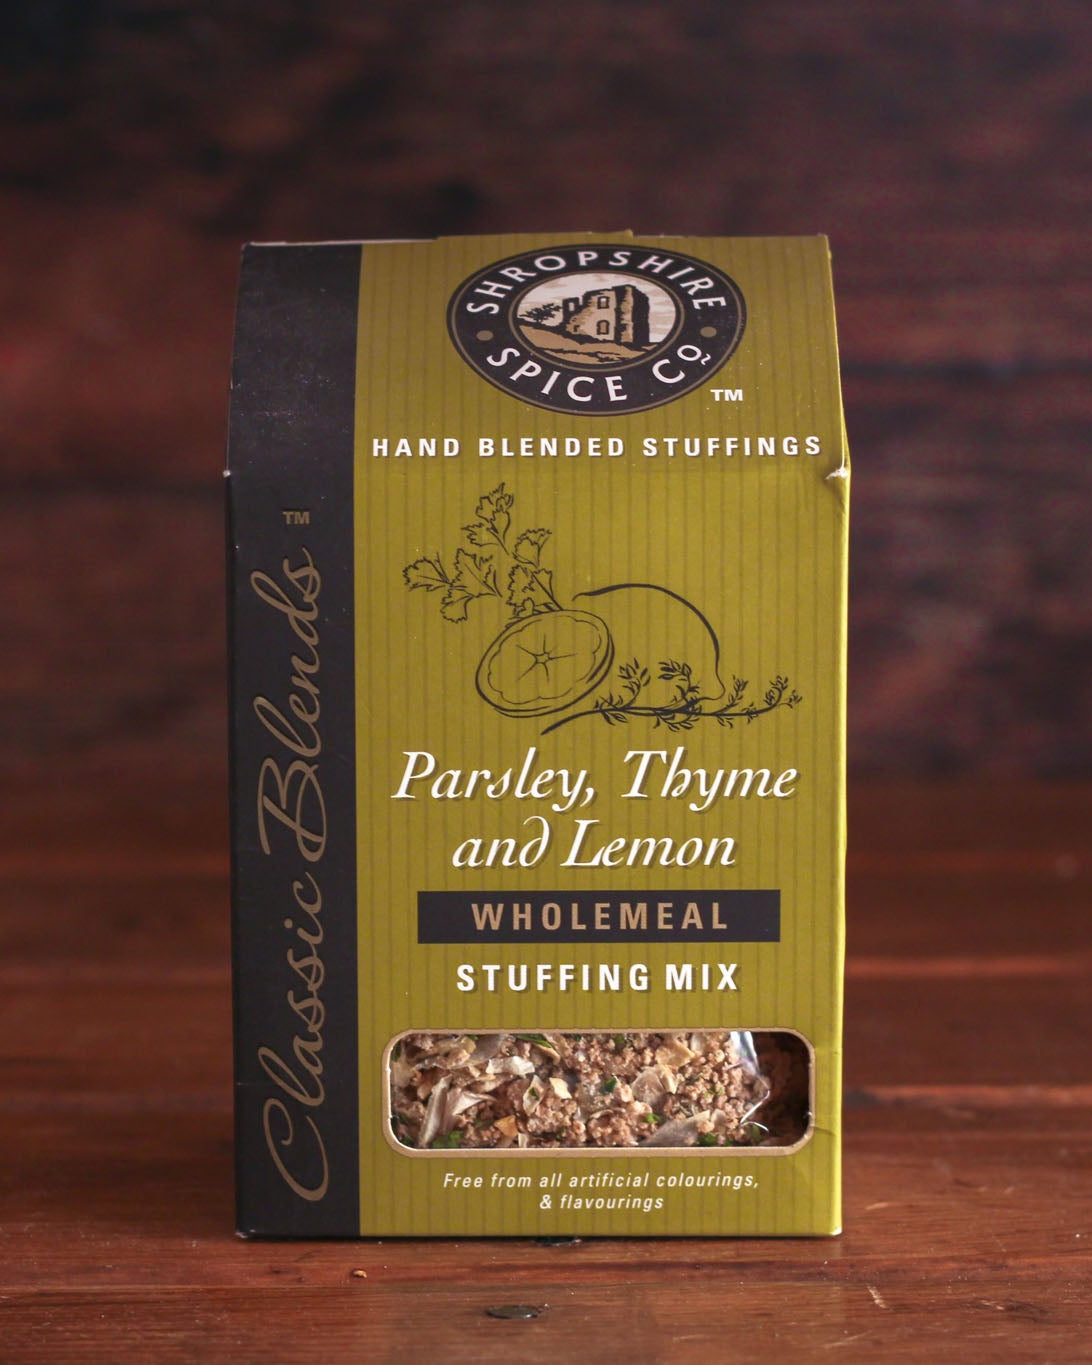 SHROPSHIRE
SPICE Cº
TM
HAND BLENDED STUFFINGS
Classic Blends TM
Parsley, Thyme
and Lemon
WHOLEMEAL
STUFFING MIX
Free from all artificial colourings,
& flavourings